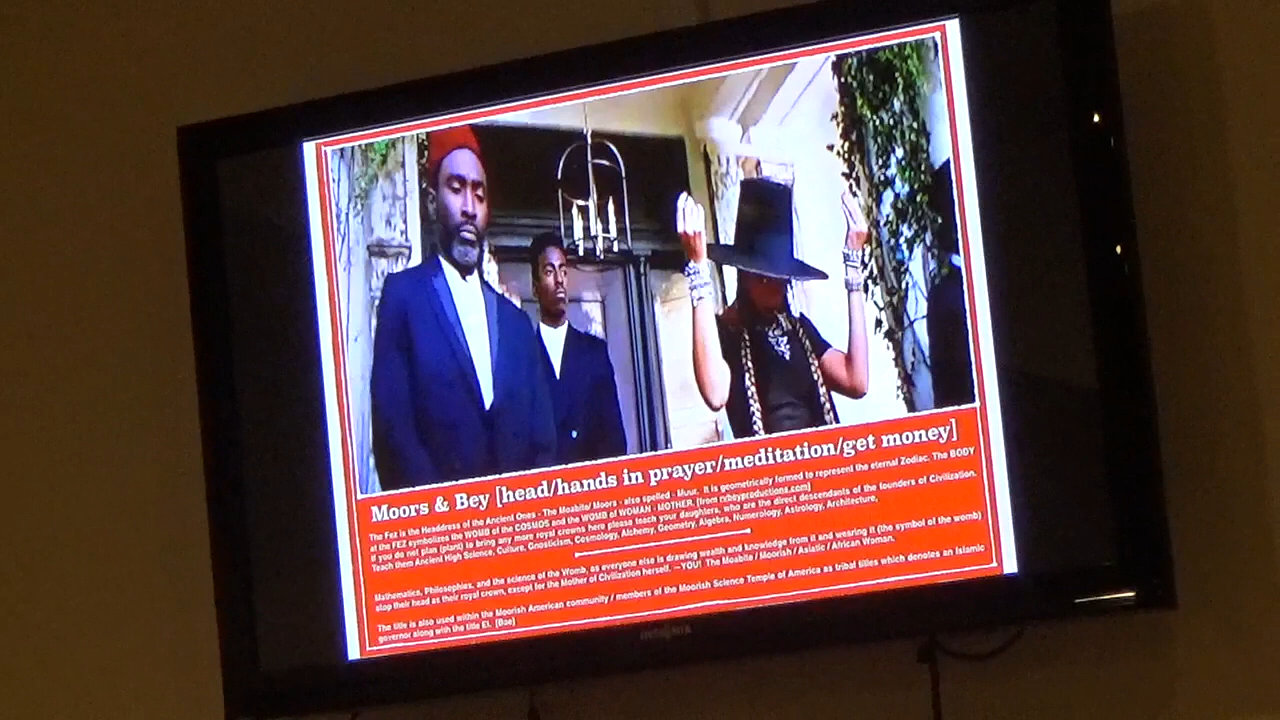 Moors & Bey [head/hands in prayer/meditation/get money]
The Fez is the Headdress of the Ancient Ones - The Moabite/ Moors - also spelled - Muur. It is geometrically formed to represent the eternal Zodiac. The BODY
of the FEZ symbolizes the WOMB of the COSMOS and the WOMB of WOMAN - MOTHER. [from rvbeyproductions.com]
If you do not plan (plant) to bring any more royal crowns here please teach your daughters, who are the direct descendants of the founders of Civilization.
Teach them Ancient High Science, Culture, Gnosticism, Cosmology, Alchemy, Geometry, Algebra, Numerology, Astrology, Architecture,
Mathematics, Philosophies, and the science of the Womb, as everyone else is drawing wealth and knowledge from it and wearing it (the symbol of the womb)
atop their head as their royal crown, except for the Mother of Civilization herself. —YOU! The Moabite / Moorish / Asiatic / African Woman.
The title is also used within the Moorish American community / members of the Moorish Science Temple of America as tribal titles which denotes an Islamic
governor along with the title El. [Bae]
INSIGNIA